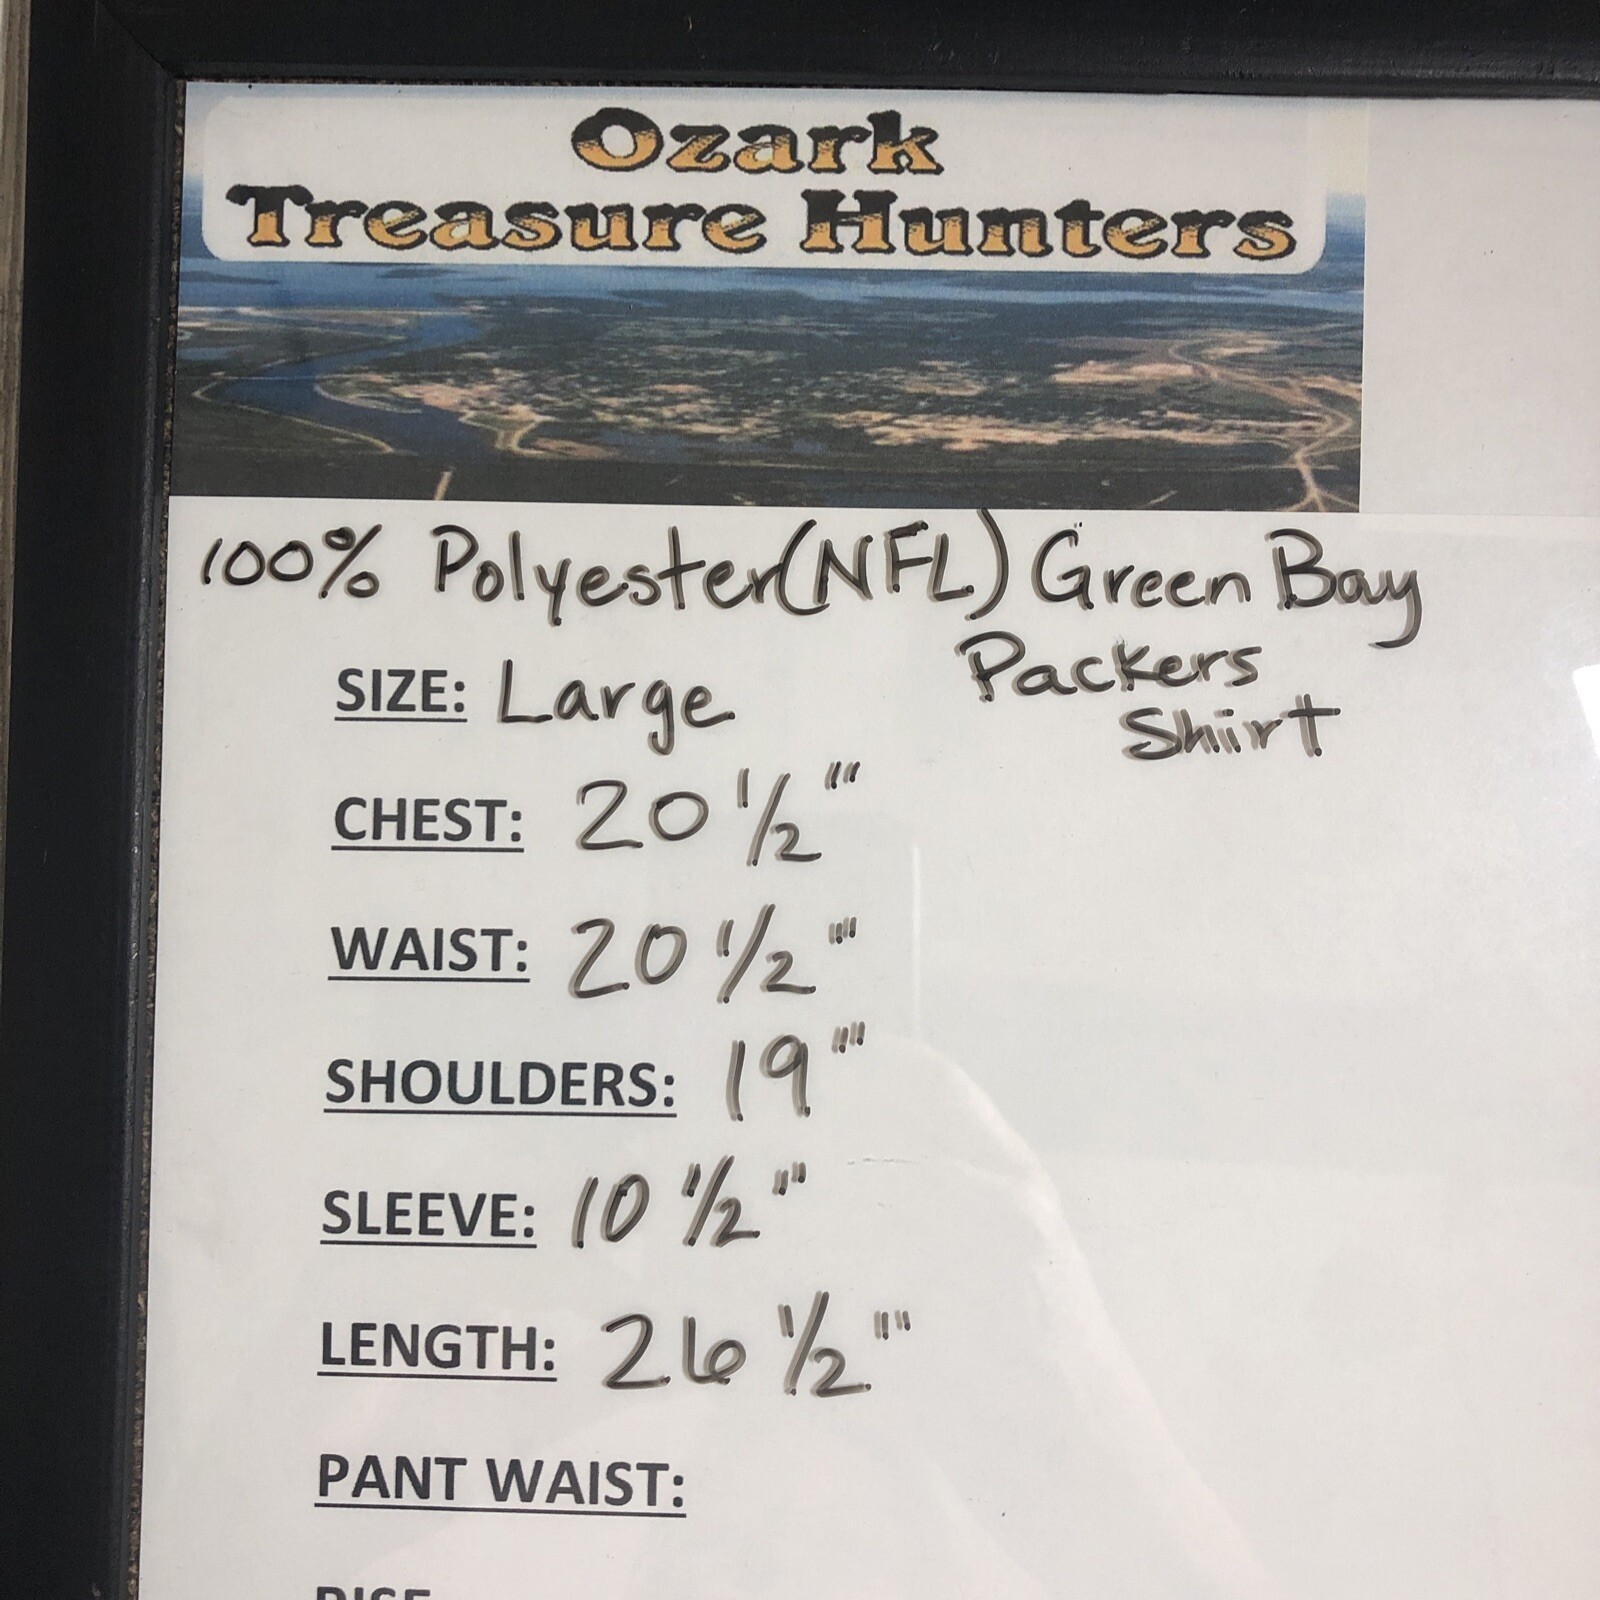 Ozark
Treasure Hunters
100% Polyester (NFL) Green Bay
Packers
Shirt
SIZE: Large
CHEST: 20 1/2"
WAIST: 20 1/2"
SHOULDERS: 19"
SLEEVE: 10 1/2"
LENGTH: 26 1/2"
PANT WAIST:
RISE